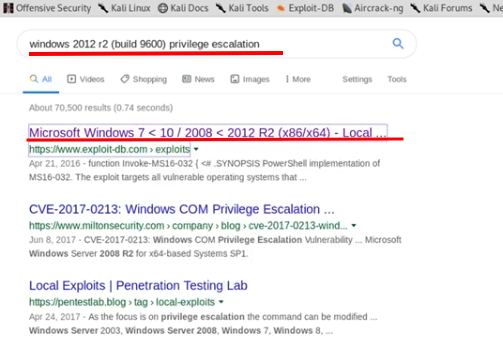 Offensive Security Kali Linux Kali Docs Kali Tools Exploit-DB Aircrack-ng Kali Forums Ne
windows 2012 r2 (build 9600) privilege escalation
All Videos Shopping News Images More Settings Tools
About 70,500 results (0.74 seconds)
Microsoft Windows 7 < 10 / 2008 < 2012 R2 (x86/x64) - Local ...
https://www.exploit-db.com › exploits
Apr 21, 2016 - function Invoke-MS16-032 { <# .SYNOPSIS PowerShell implementation of
MS16-032. The exploit targets all vulnerable operating systems that ...
CVE-2017-0213: Windows COM Privilege Escalation ...
https://www.miltonsecurity.com › company › blog › cve-2017-0213-wind...
Jun 8, 2017 - CVE-2017-0213: Windows COM Privilege Escalation Vulnerability ... Microsoft
Windows Server 2008 R2 for x64-based Systems SP1.
Local Exploits | Penetration Testing Lab
https://pentestlab.blog › tag › local-exploits
Apr 24, 2017 - As the focus is on privilege escalation the command can be modified ...
Windows Server 2003, Windows Server 2008, Windows 7, Windows 8, ...